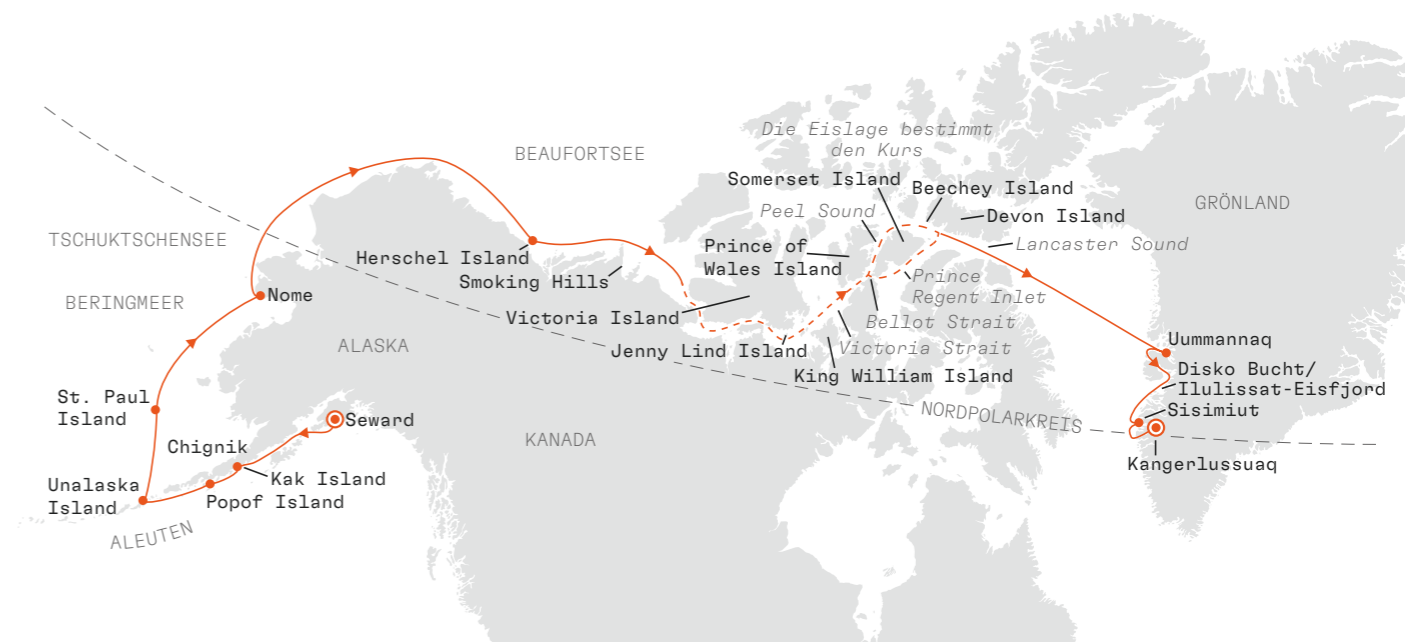 Die Eislage bestimmt
den Kurs
BEAUFORTSEE
Somerset Island
Beechey Island
Peel Sound
Devon Island
GRÖNLAND
TSCHUKTSCHENSEE
Lancaster Sound
Prince of
Wales Island
Herschel Island
Smoking Hills
Prince
Regent Inlet
BERINGMEER
Nome
Victoria Island
Bellot Strait
ALASKA
Jenny Lind Island
Victoria Strait
Uummannaq
King William Island
Disko Bucht/
Ilulissat-Eisfjord
St. Paul
Island
NORDPOLARKREIS
Sisimiut
Seward
KANADA
Chignik
Kangerlussuaq
Kak Island
Unalaska
Island
Popof Island
ALEUTEN